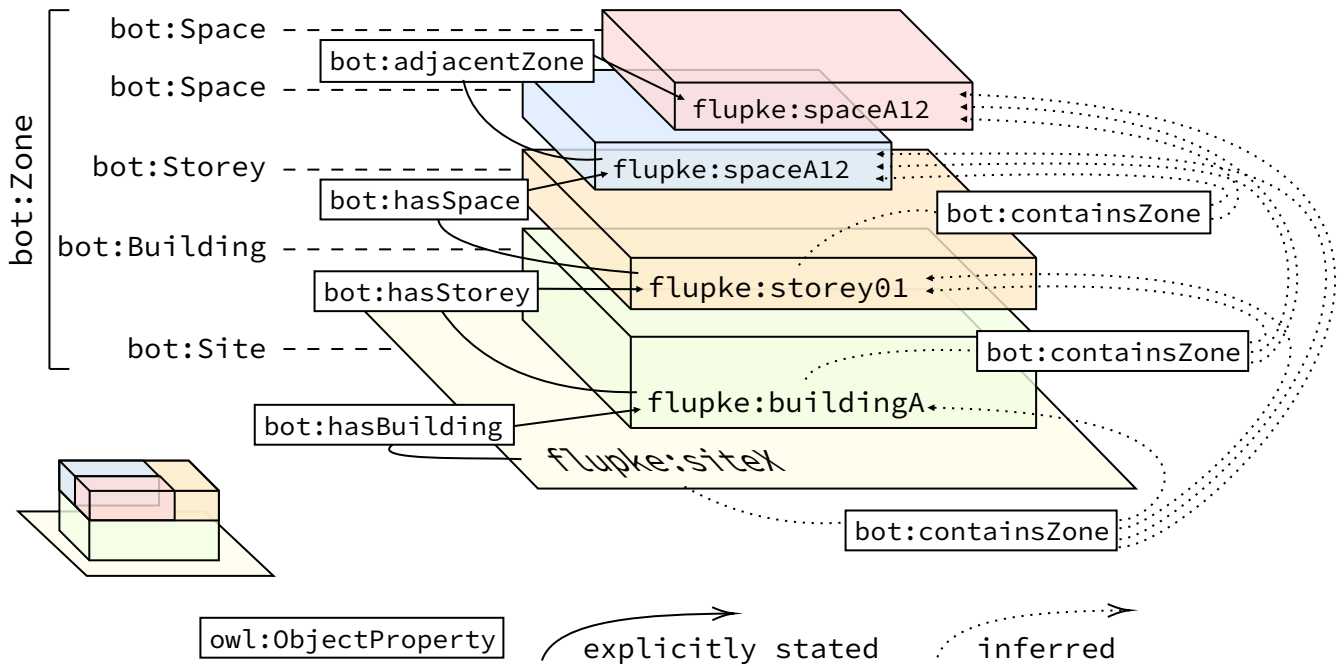 bot:Zone
bot:Space
bot:adjacentZone
bot:Space
flupke:spaceA12
flupke:spaceA12
bot:Storey
bot:hasSpace
bot:containsZone
bot:Building
bot:hasStorey
flupke:storey01
bot:Site
bot:containsZone
flupke:buildingA
bot:hasBuilding
flupke:siteX
bot:containsZone
owl:ObjectProperty
explicitly stated
inferred